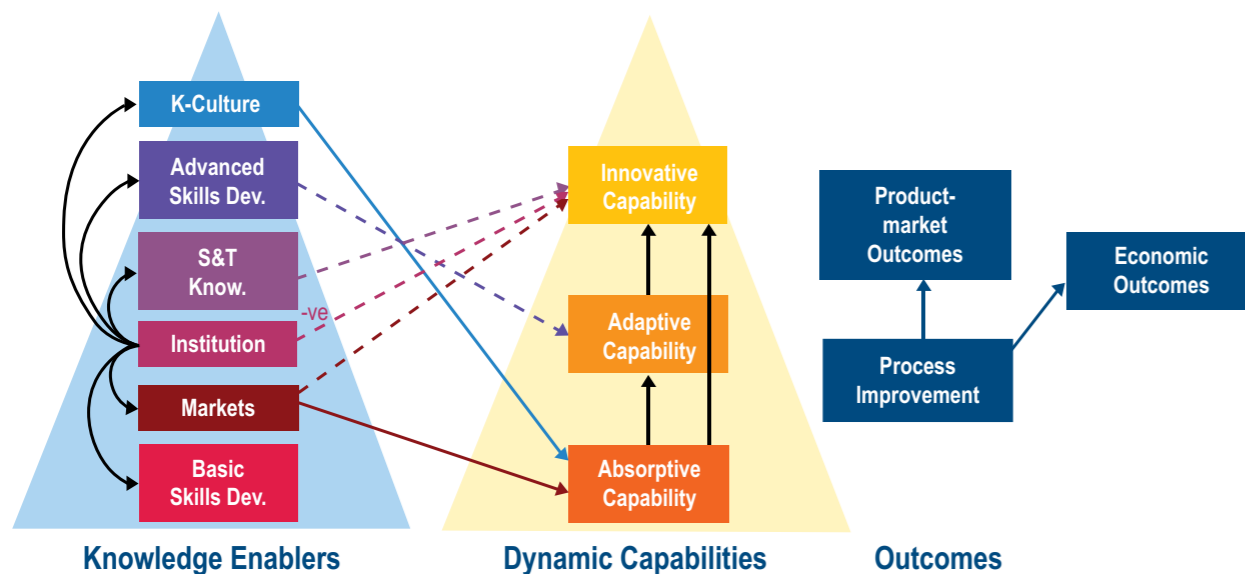 K-Culture
Advanced
Skills Dev.
S&T
Know.
-ve
Institution
Markets
Basic
Skills Dev.
Knowledge Enablers
Innovative
Capability
Adaptive
Capability
Absorptive
Capability
Dynamic Capabilities
Product-
market
Outcomes
Economic
Outcomes
Process
Improvement
Outcomes